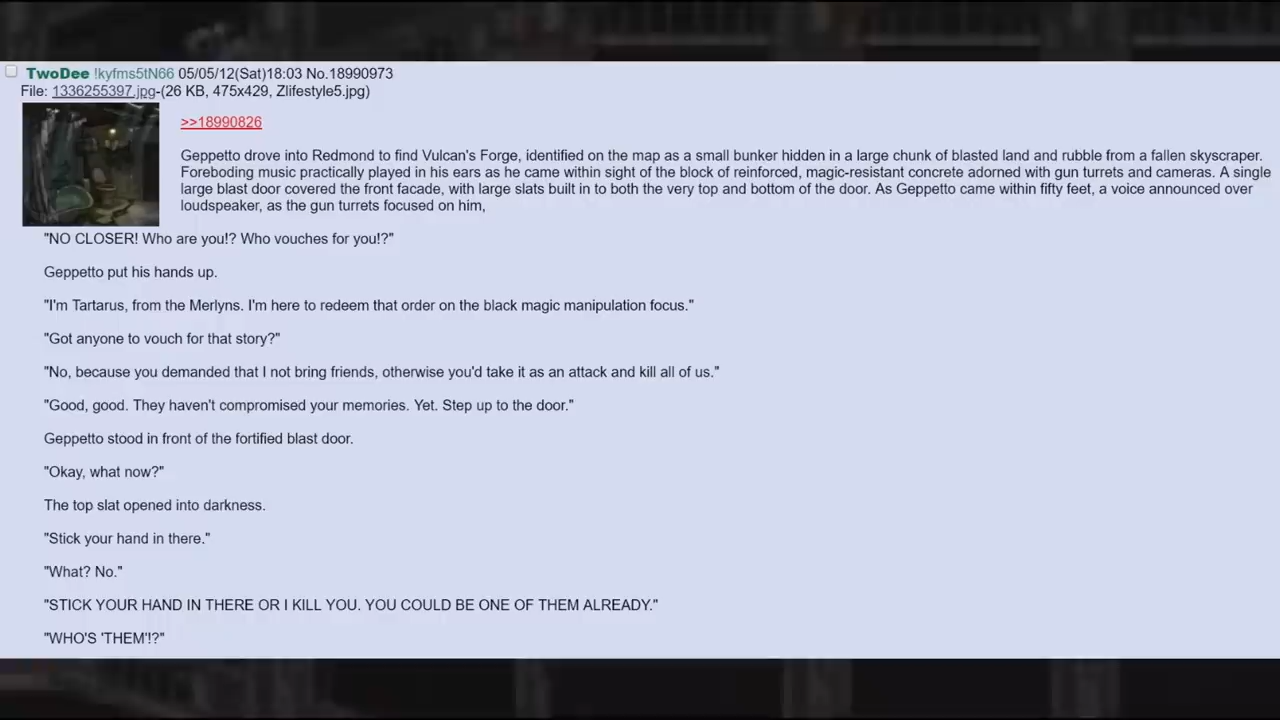 TwoDee !kyfms5tN66 05/05/12(Sat)18:03 No.18990973
File: 1336255397.jpg-(26 KB, 475x429, Zlifestyle5.jpg)
>>18990826
Geppetto drove into Redmond to find Vulcan's Forge, identified on the map as a small bunker hidden in a large chunk of blasted land and rubble from a fallen skyscraper.
Foreboding music practically played in his ears as he came within sight of the block of reinforced, magic-resistant concrete adorned with gun turrets and cameras. A single
large blast door covered the front facade, with large slats built in to both the very top and bottom of the door. As Geppetto came within fifty feet, a voice announced over
loudspeaker, as the gun turrets focused on him,
"NO CLOSER! Who are you!? Who vouches for you!?"
Geppetto put his hands up.
"I'm Tartarus, from the Merlyns. I'm here to redeem that order on the black magic manipulation focus."
"Got anyone to vouch for that story?"
"No, because you demanded that I not bring friends, otherwise you'd take it as an attack and kill all of us."
"Good, good. They haven't compromised your memories. Yet. Step up to the door."
Geppetto stood in front of the fortified blast door.
"Okay, what now?"
The top slat opened into darkness.
"Stick your hand in there."
"What? No."
"STICK YOUR HAND IN THERE OR I KILL YOU. YOU COULD BE ONE OF THEM ALREADY."
"WHO'S 'THEM'!?"